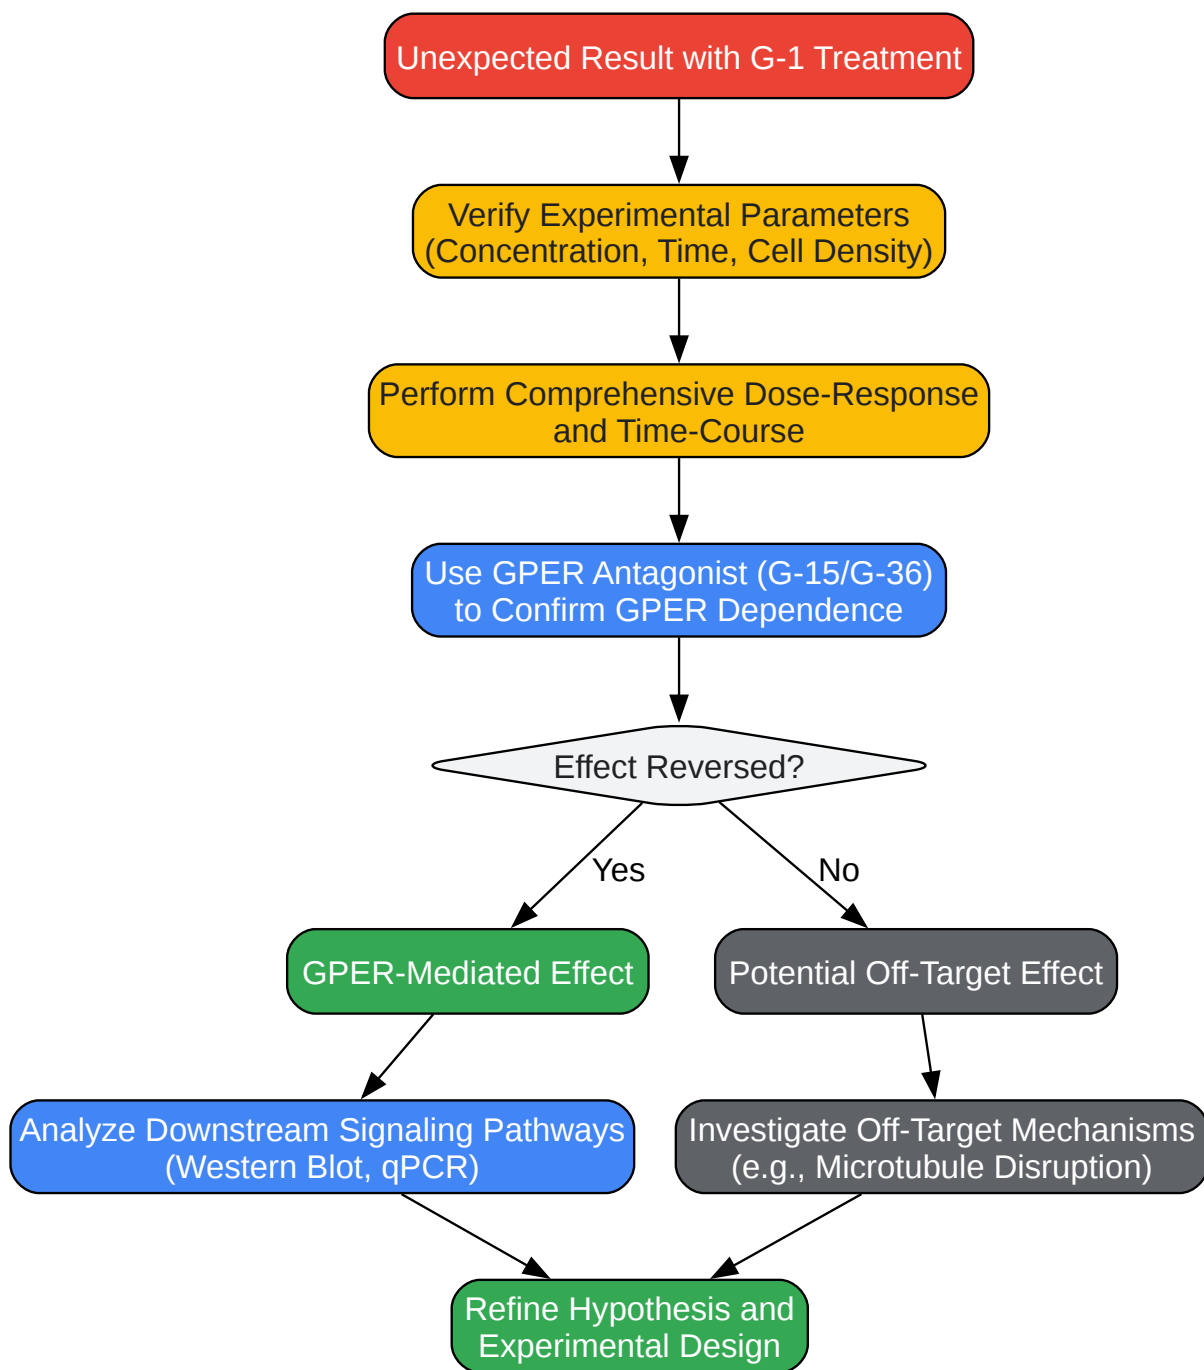 Unexpected Result with G-1 Treatment
Verify Experimental Parameters
(Concentration, Time, Cell Density)
Perform Comprehensive Dose-Response
and Time-Course
Use GPER Antagonist (G-15/G-36)
to Confirm GPER Dependence
Effect Reversed?
Yes
No
GPER-Mediated Effect
Potential Off-Target Effect
Analyze Downstream Signaling Pathways
(Western Blot, qPCR)
Investigate Off-Target Mechanisms
(e.g., Microtubule Disruption)
Refine Hypothesis and
Experimental Design